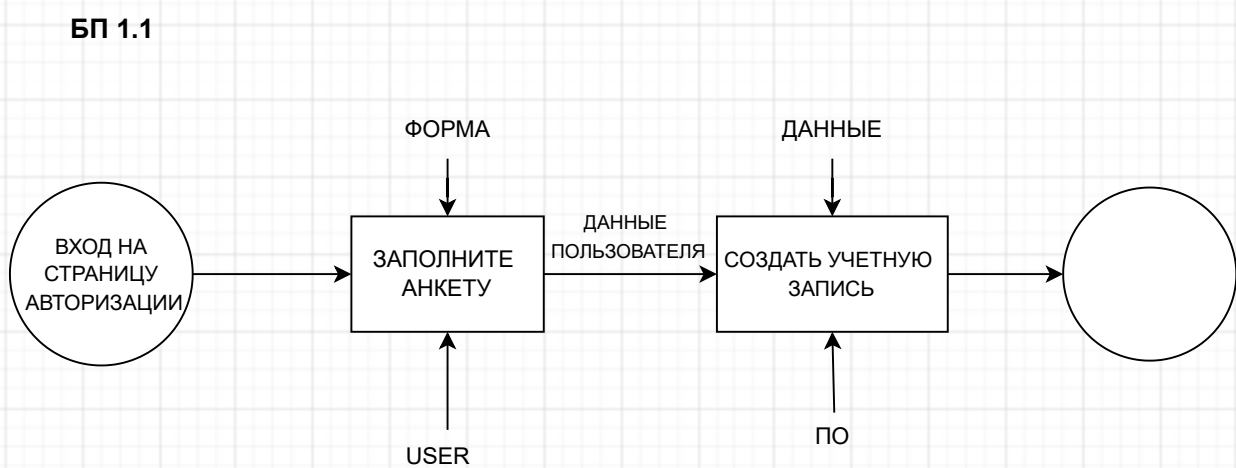 БП 1.1
ФОРМА
ДАННЫЕ
ВХОД НА
СТРАНИЦУ
АВТОРИЗАЦИИ
ЗАПОЛНИТЕ
АНКЕТУ
ДАННЫЕ
ПОЛЬЗОВАТЕЛЯ
СОЗДАТЬ УЧЕТНУЮ
ЗАПИСЬ
USER
ПО